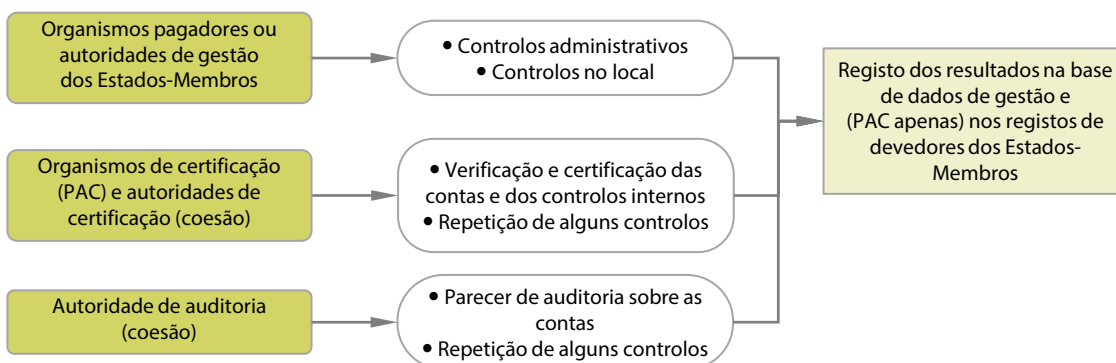 Organismos pagadores ou
autoridades de gestão
dos Estados-Membros
• Controlos administrativos
• Controlos no local
Registo dos resultados na base
de dados de gestão e
(PAC apenas) nos registos de
devedores dos Estados-
Membros
Organismos de certificação
(PAC) e autoridades de
certificação (coesão)
• Verificação e certificação das
contas e dos controlos internos
• Repetição de alguns controlos
Autoridade de auditoria
(coesão)
• Parecer de auditoria sobre as
contas
• Repetição de alguns controlos